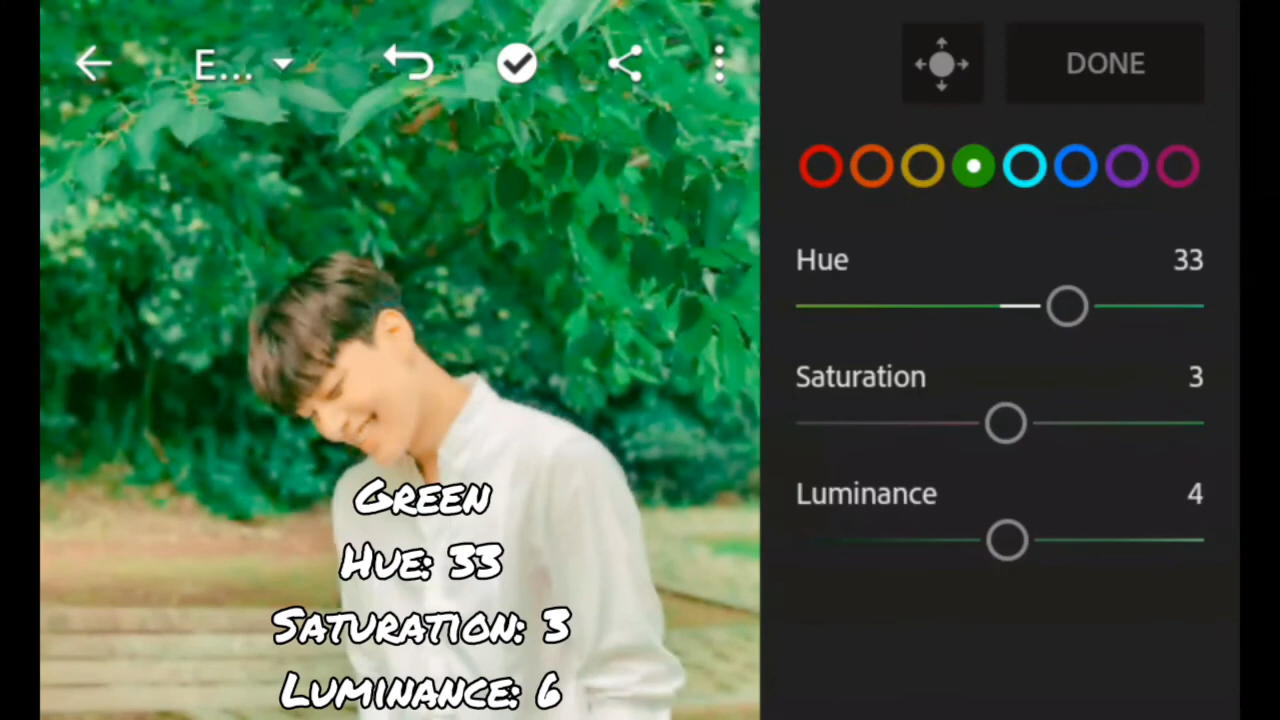 E...
DONE
Hue 33
Saturation 3
Luminance 4
GREEN
HUE: 33
SATURATION: 3
LUMINANCE: 6